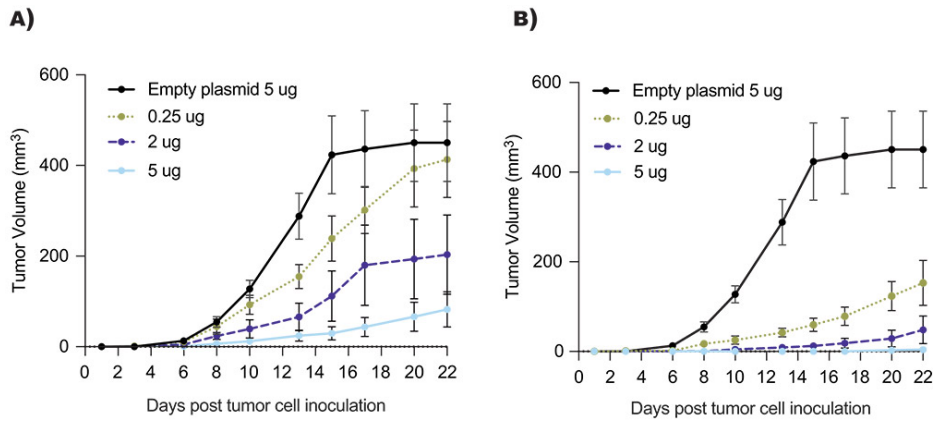 A)
600
400
200
0
Tumor Volume (mm³)
Empty plasmid 5 ug
0.25 ug
2 ug
5 ug
0 2 4 6 8 10 12 14 16 18 20 22
Days post tumor cell inoculation
B)
600
400
200
0
Tumor Volume (mm³)
Empty plasmid 5 ug
0.25 ug
2 ug
5 ug
0 2 4 6 8 10 12 14 16 18 20 22
Days post tumor cell inoculation